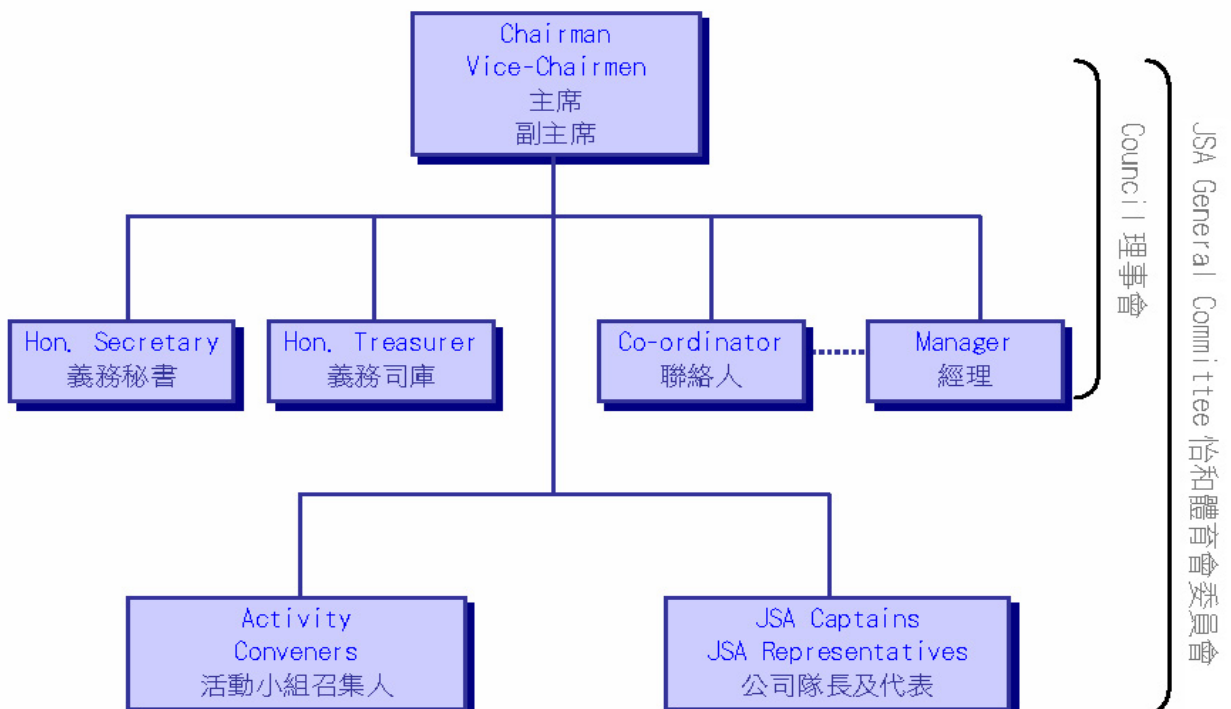 Chairman
Vice-Chairmen
主席
副主席
Hon. Secretary
義務秘書
Hon. Treasurer
義務司庫
Co-ordinator
聯絡人
Manager
經理
Activity
Conveners
活動小組召集人
JSA Captains
JSA Representatives
公司隊長及代表
Council 理事會
JSA General Committee 怡和體育會委員會